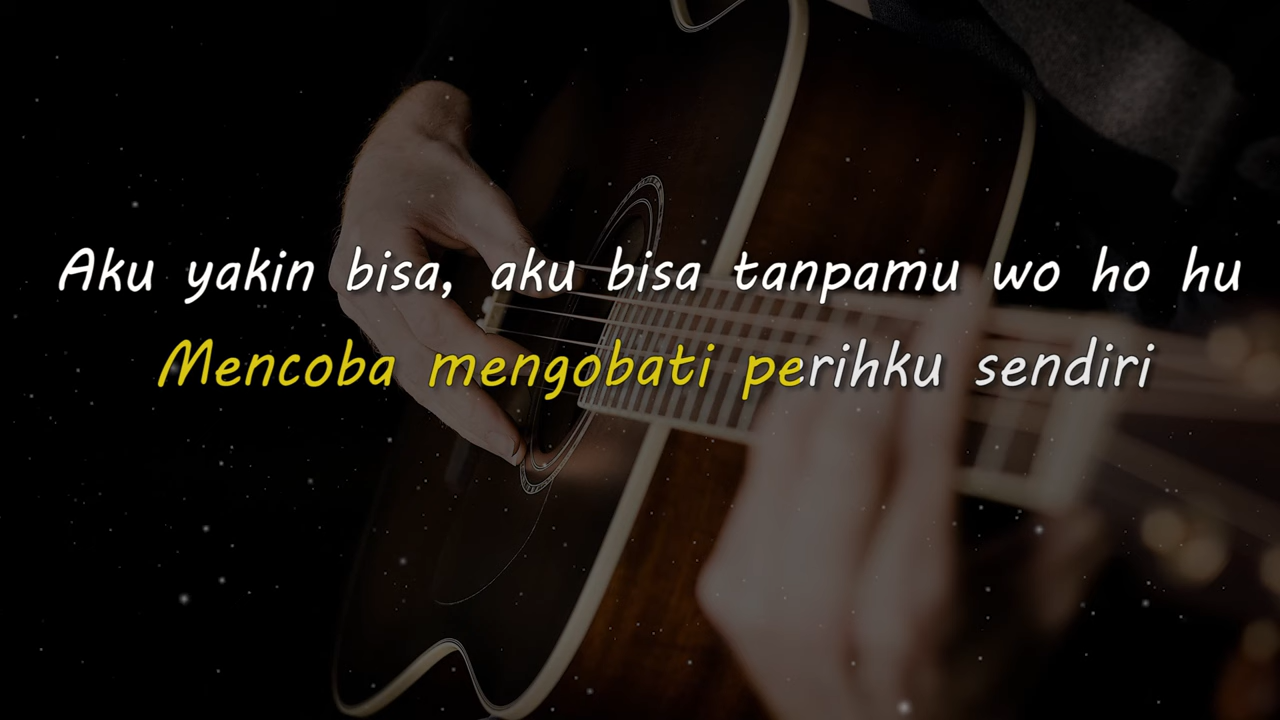 Aku yakin bisa, aku bisa tanpamu wo ho hu
Mencoba mengobati perihku sendiri